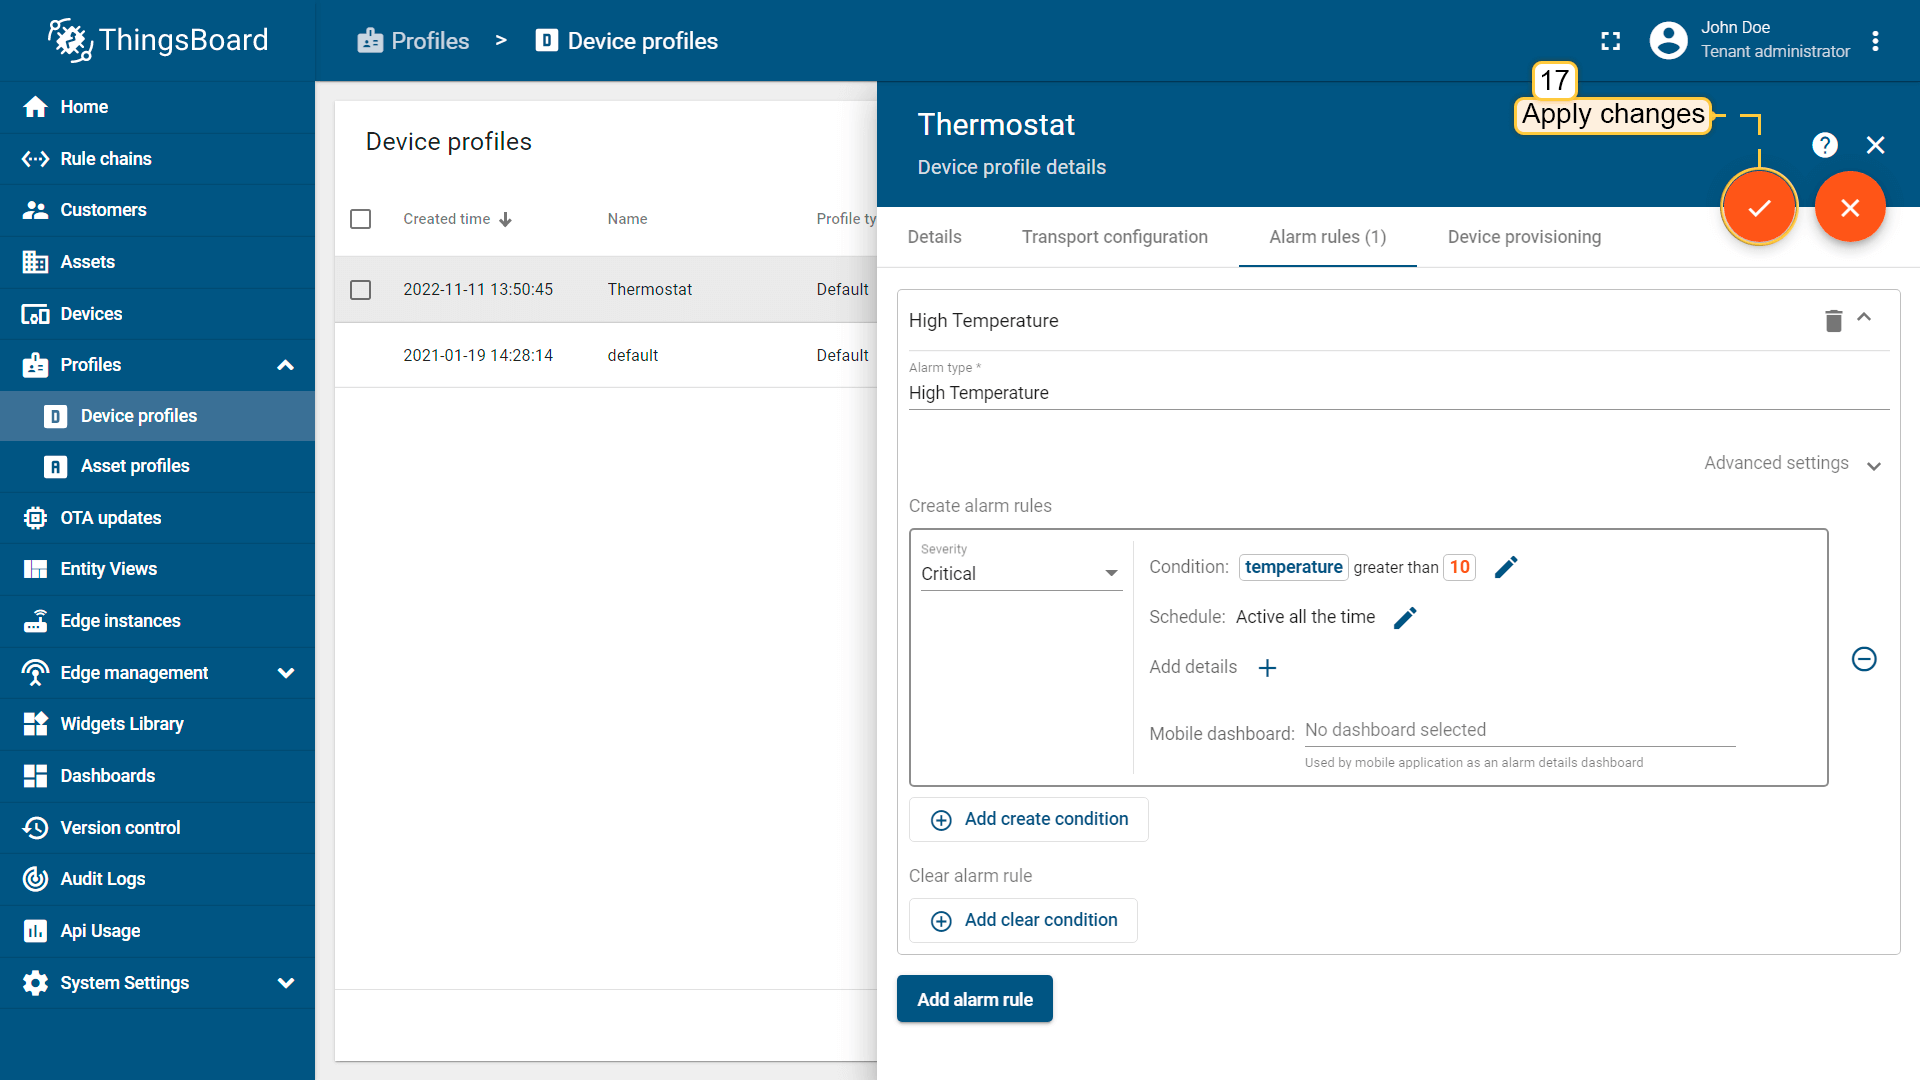 ThingsBoard
Profiles > Device profiles
John Doe
Tenant administrator
17
Apply changes
Home
Rule chains
Customers
Assets
Devices
Profiles
Device profiles
Asset profiles
OTA updates
Entity Views
Edge instances
Edge management
Widgets Library
Dashboards
Version control
Audit Logs
Api Usage
System Settings
Device profiles
Created time Name Profile ty
2022-11-11 13:50:45 Thermostat Default
2021-01-19 14:28:14 default Default
Thermostat
Device profile details
Details Transport configuration Alarm rules (1) Device provisioning
High Temperature
Alarm type *
High Temperature
Advanced settings
Create alarm rules
Severity
Critical
Condition: temperature greater than 10
Schedule: Active all the time
Add details
Mobile dashboard: No dashboard selected
Used by mobile application as an alarm details dashboard
Add create condition
Clear alarm rule
Add clear condition
Add alarm rule